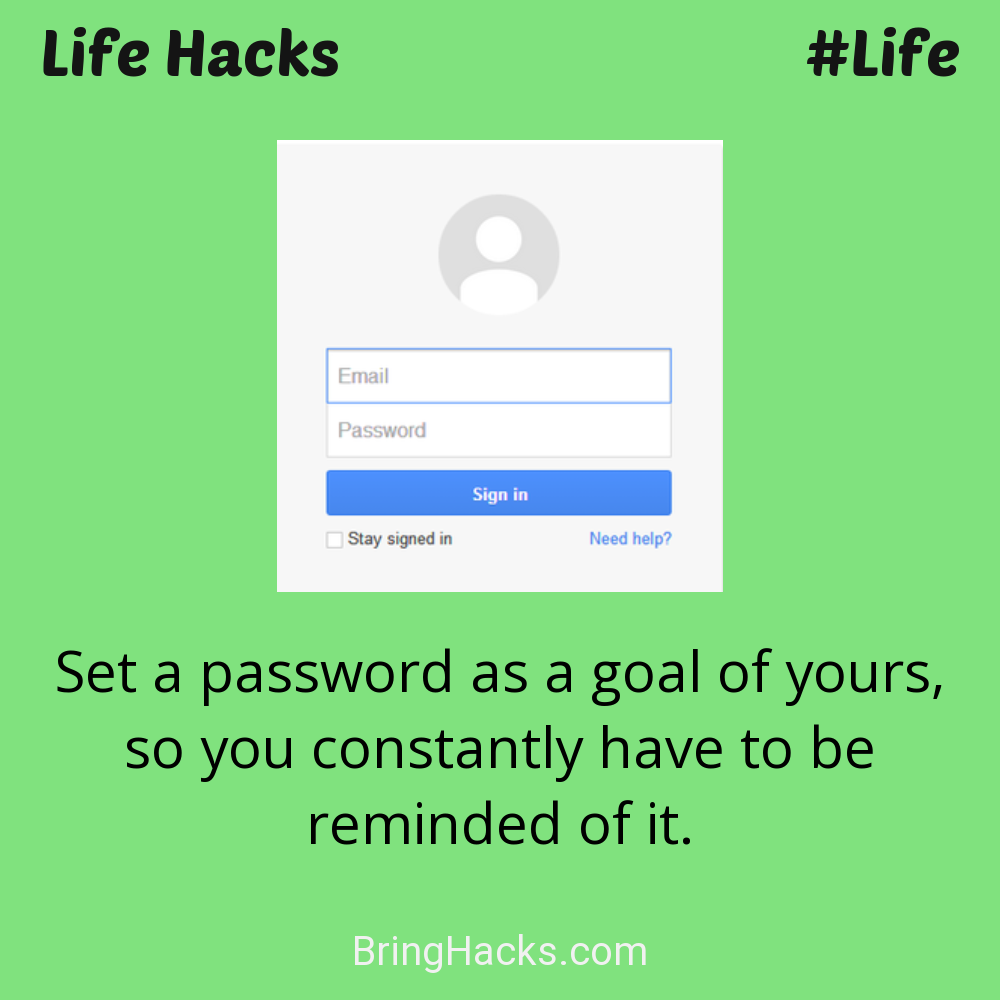 Life Hacks #Life
Email
Password
Sign in
Stay signed in Need help?
Set a password as a goal of yours,
so you constantly have to be
reminded of it.
BringHacks.com